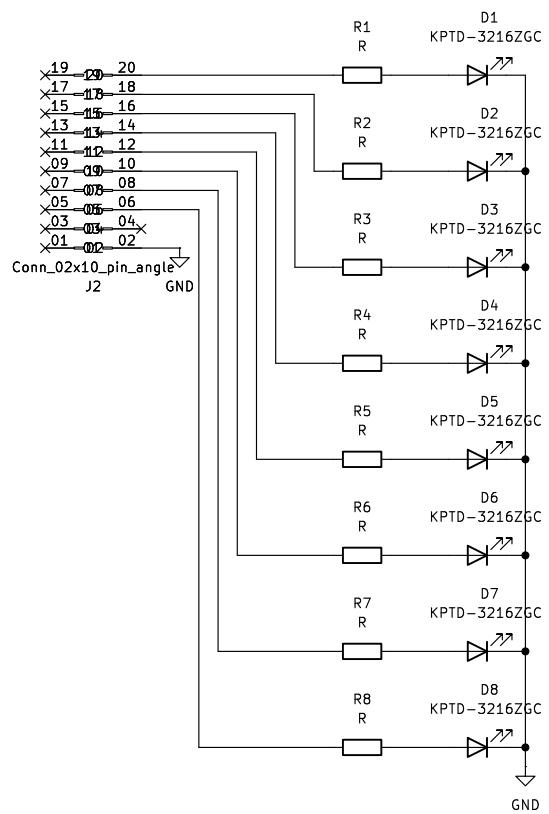 D1
R1
KPTD-3216ZGC
R
19 20
17 18
15 16
13 14
11 12
09 10
07 08
05 06
03 04
01 02
Conn_02x10_pin_angle
J2
GND
D2
KPTD-3216ZGC
R2
R
D3
KPTD-3216ZGC
R3
R
D4
KPTD-3216ZGC
R4
R
D5
KPTD-3216ZGC
R5
R
D6
KPTD-3216ZGC
R6
R
D7
KPTD-3216ZGC
R7
R
D8
KPTD-3216ZGC
R8
R
GND